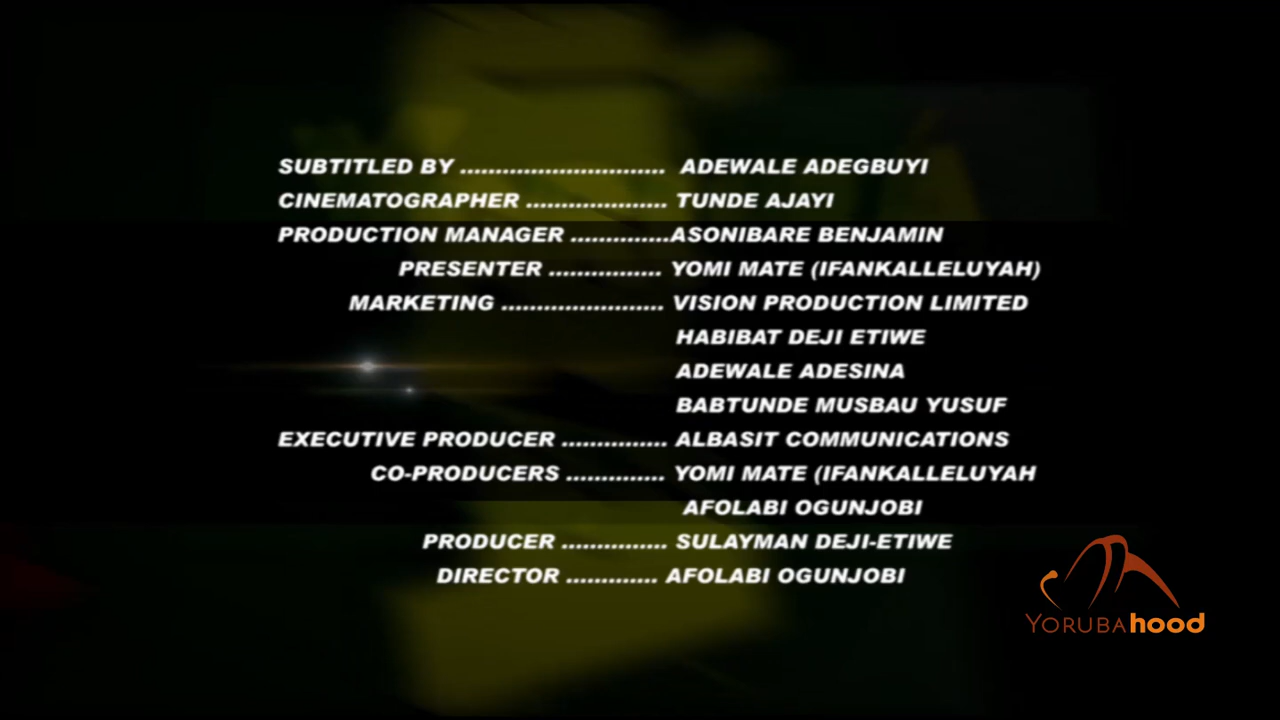 SUBTITLED BY ............................. ADEWALE ADEGBUYI
CINEMATOGRAPHER .................... TUNDE AJAYI
PRODUCTION MANAGER ..............ASONIBARE BENJAMIN
PRESENTER ................ YOMI MATE (IFANKALLELUYAH)
MARKETING ....................... VISION PRODUCTION LIMITED
HABIBAT DEJI ETIWE
ADEWALE ADESINA
BABTUNDE MUSBAU YUSUF
EXECUTIVE PRODUCER ............... ALBASIT COMMUNICATIONS
CO-PRODUCERS .............. YOMI MATE (IFANKALLELUYAH
AFOLABI OGUNJOBI
PRODUCER ............... SULAYMAN DEJI-ETIWE
DIRECTOR ............. AFOLABI OGUNJOBI
YORUBAhood